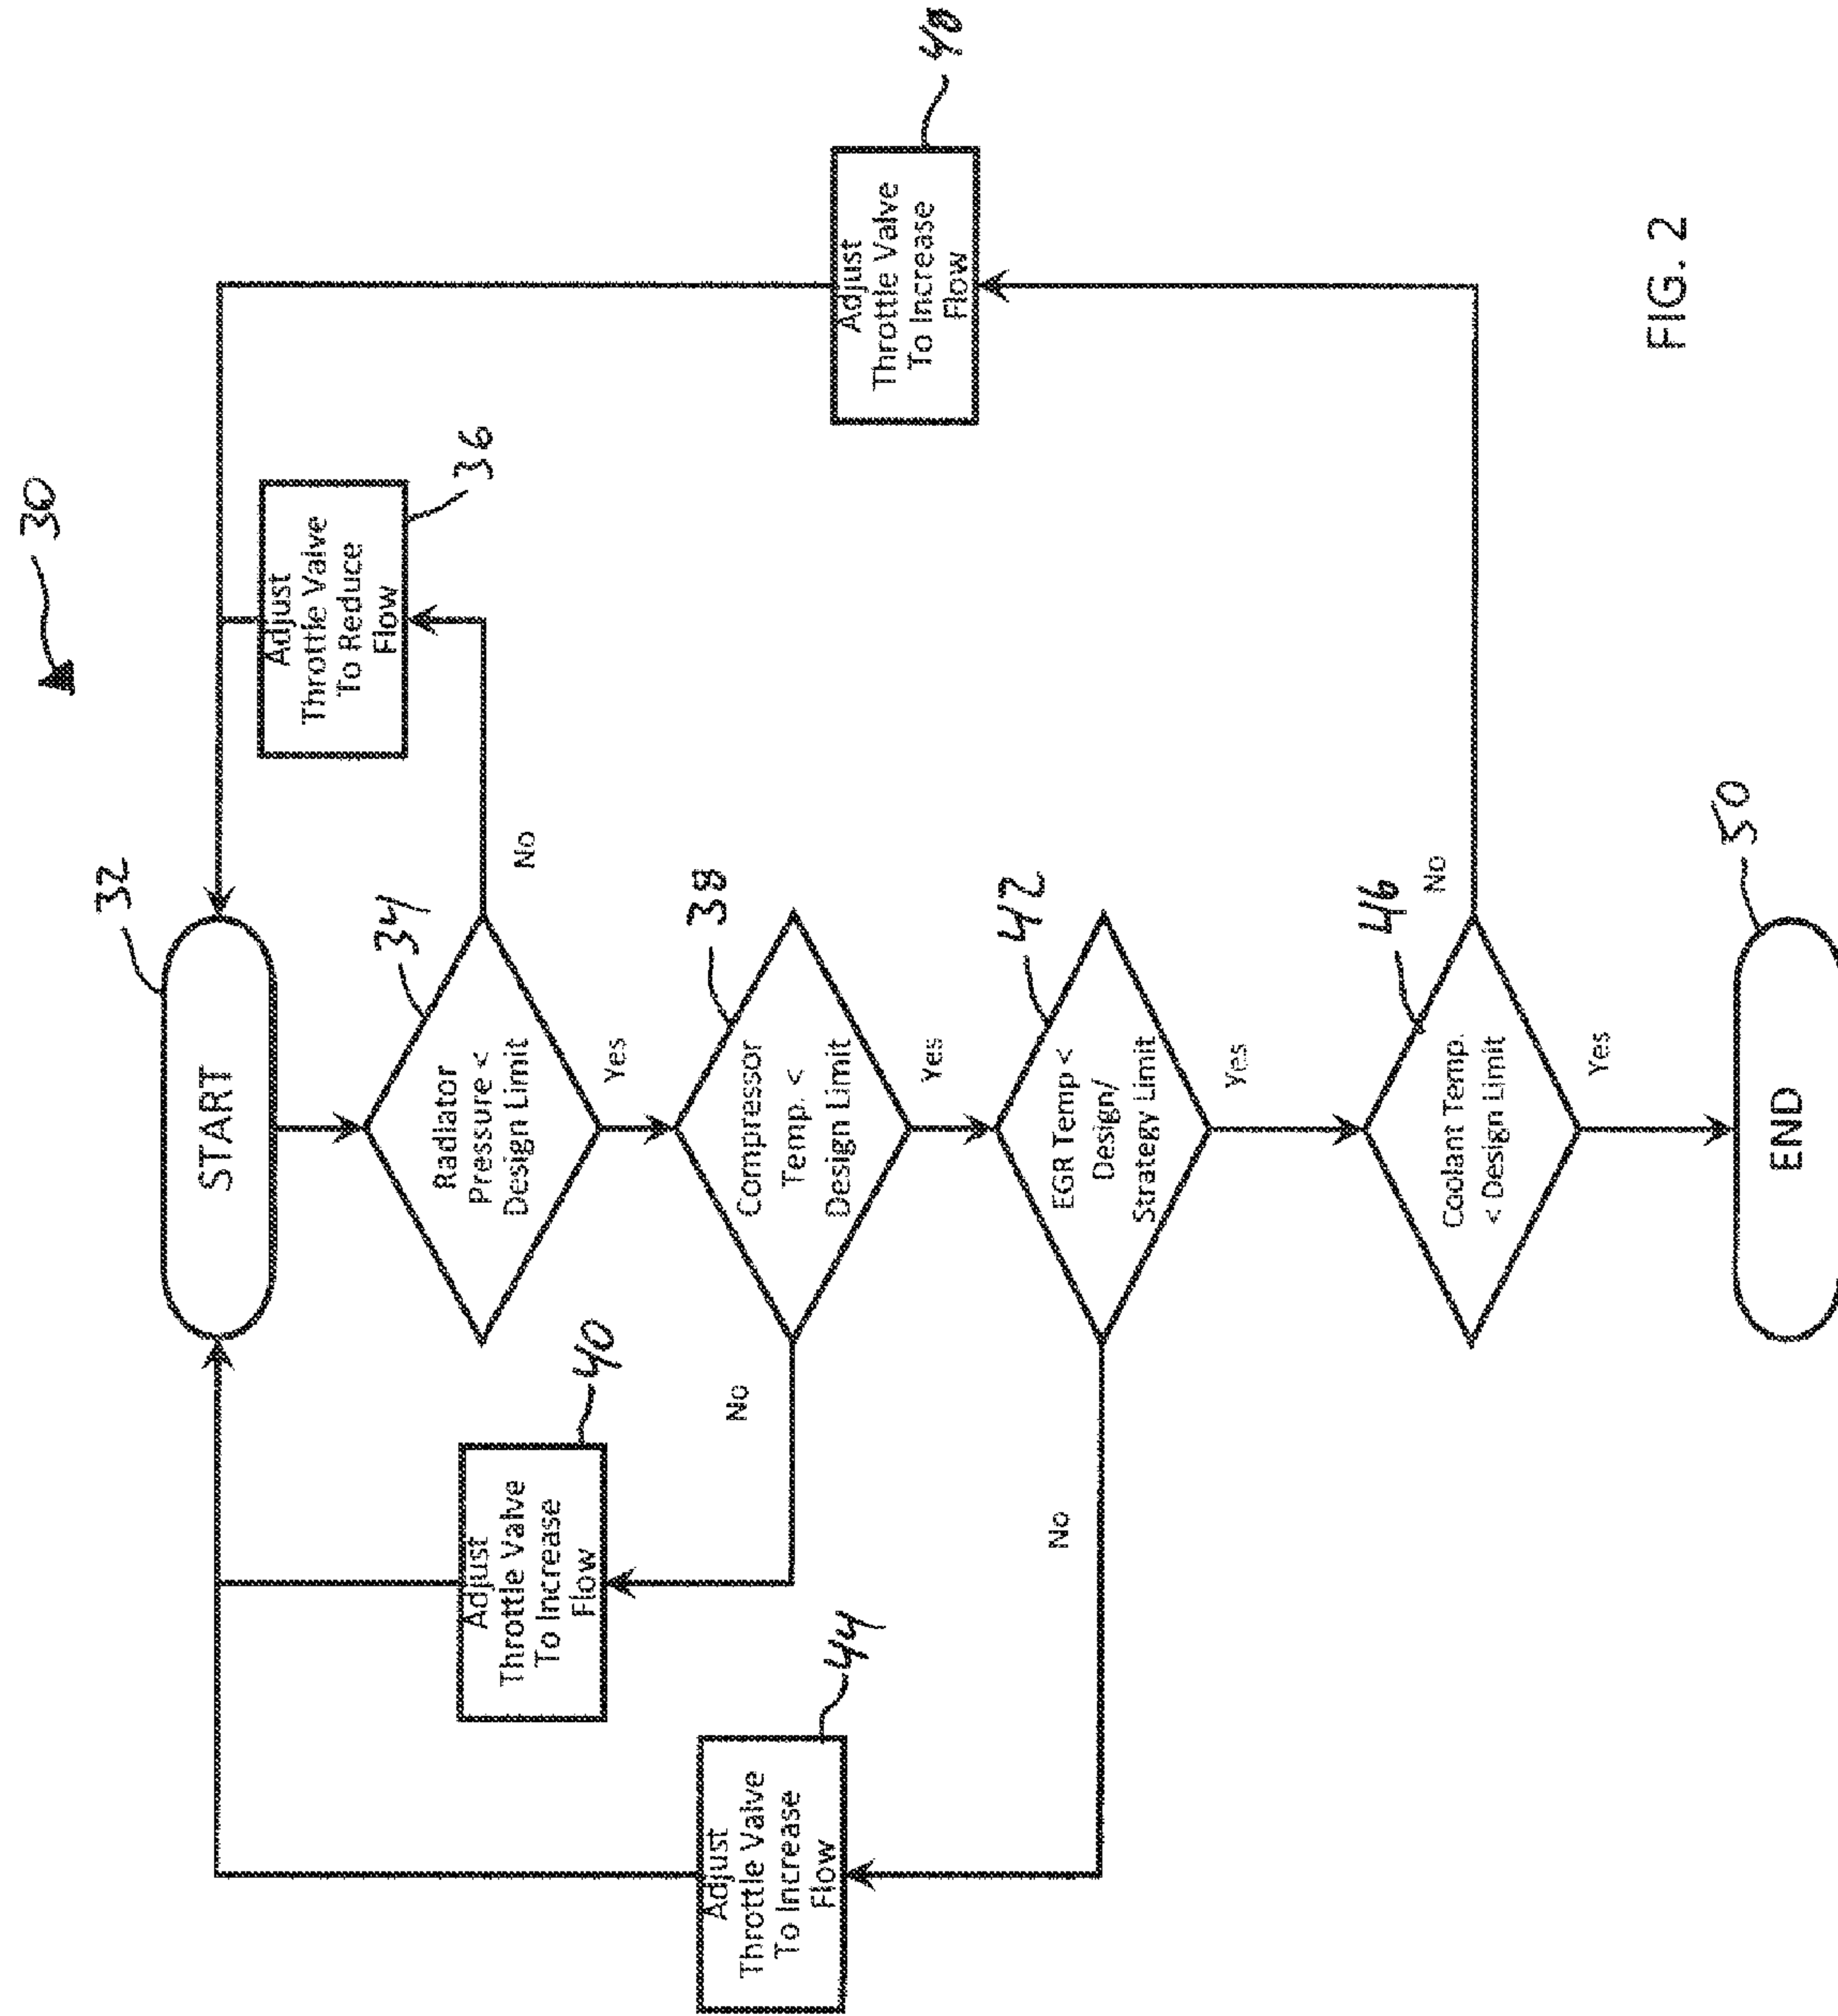 30
32
START
34
Radiator
Pressure <
Design Limit
No
Yes
Adjust
Throttle Valve
To Reduce
Flow
36
38
Compressor
Temp. <
Design Limit
No
Yes
Adjust
Throttle Valve
To Increase
Flow
40
42
EGR Temp <
Design/
Strategy Limit
No
Yes
Adjust
Throttle Valve
To Increase
Flow
44
46
Coolant Temp.
< Design Limit
No
Yes
Adjust
Throttle Valve
To Increase
Flow
48
50
END
FIG. 2